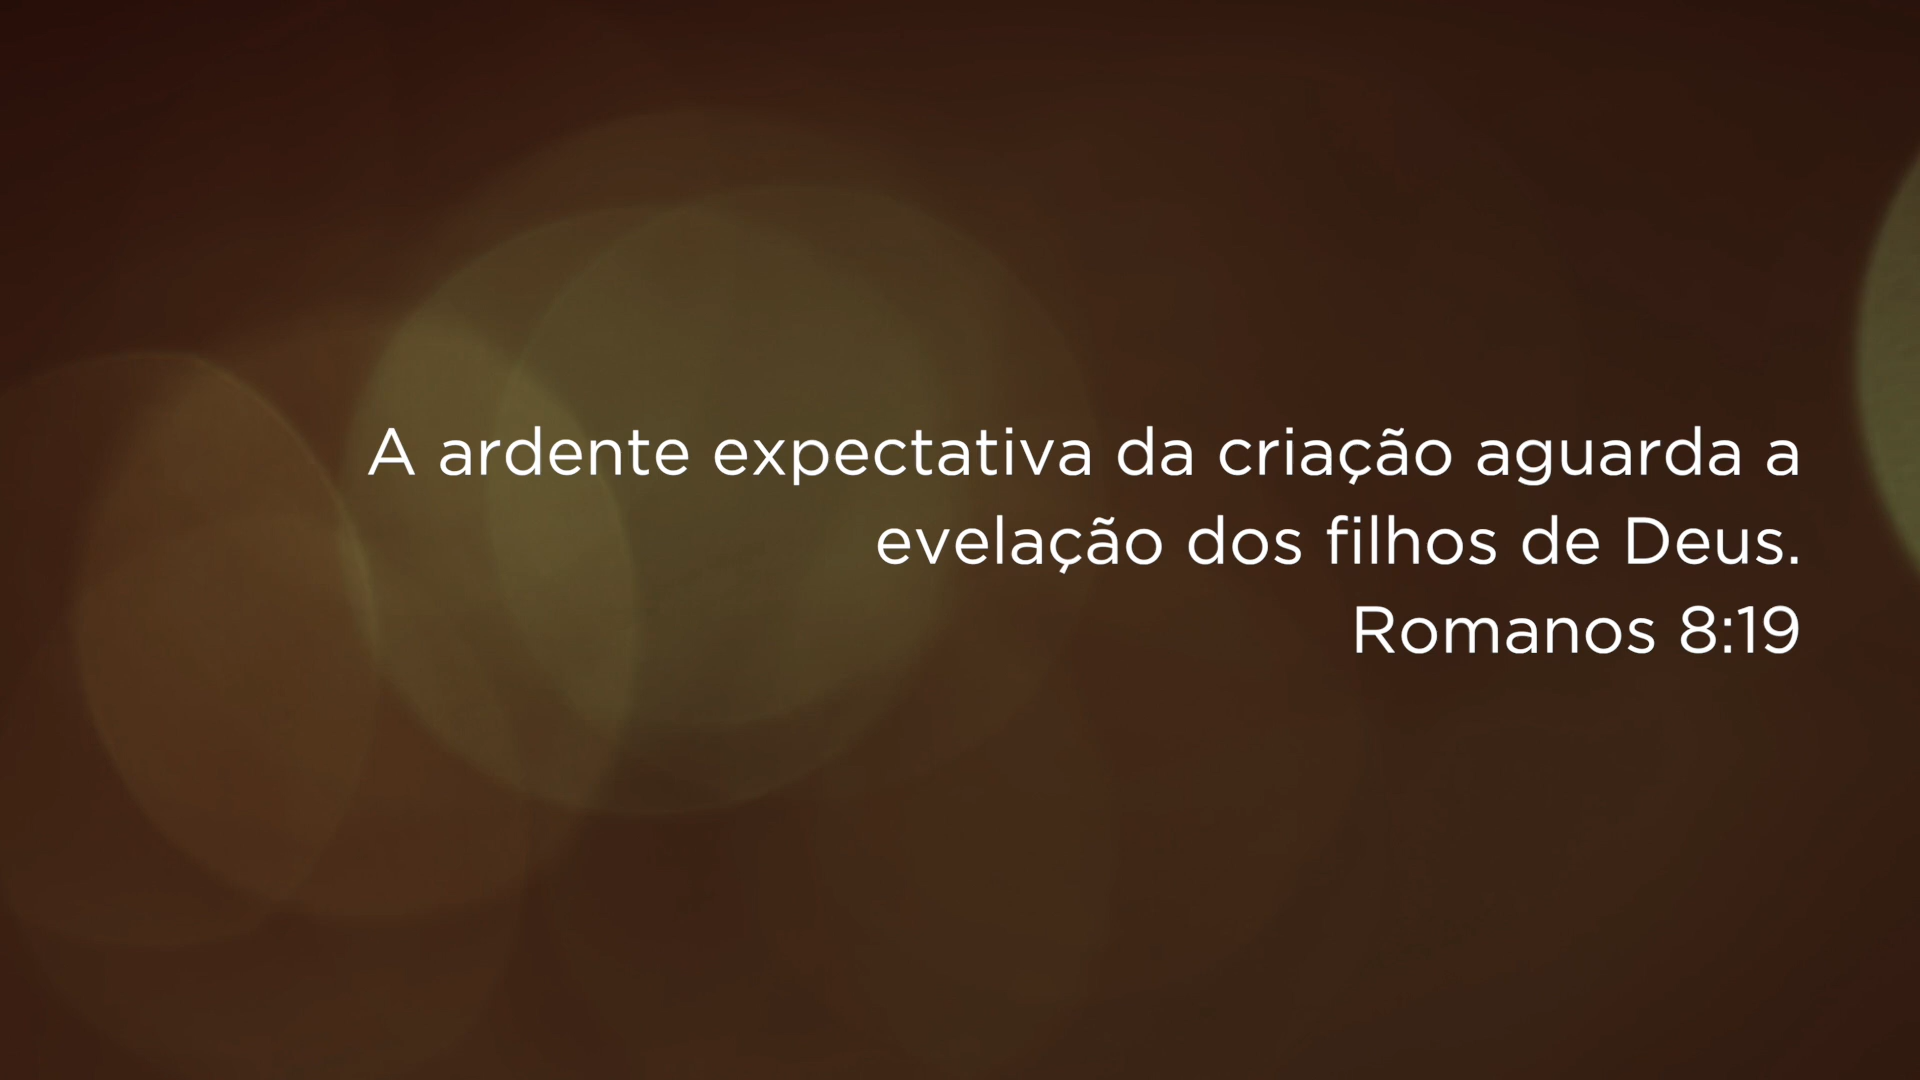 A ardente expectativa da criação aguarda a
evelação dos filhos de Deus.
Romanos 8:19